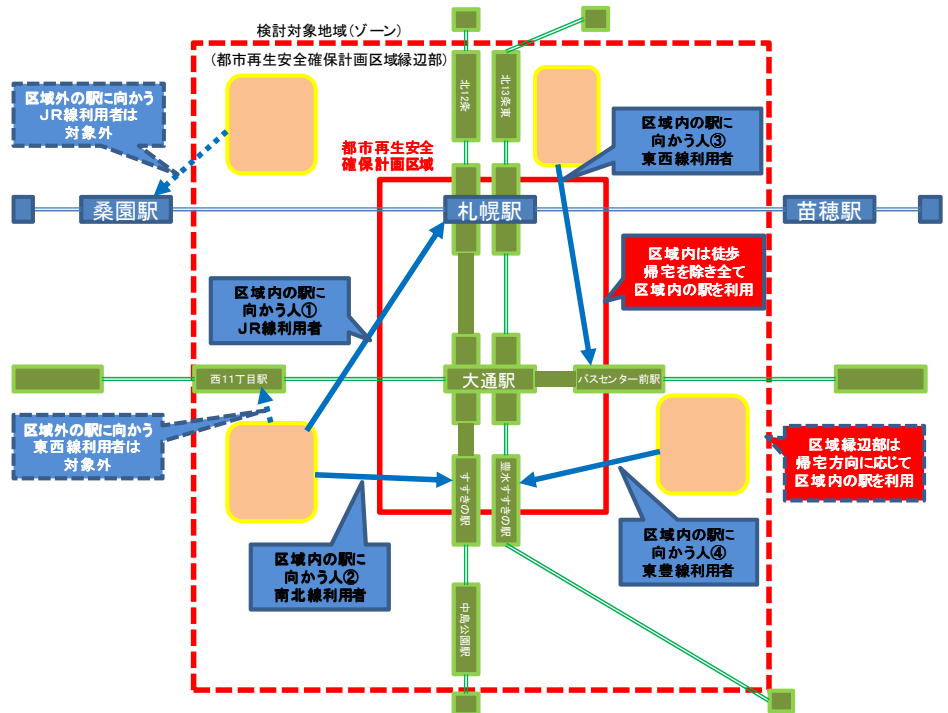 検討対象地域(ゾーン)
(都市再生安全確保計画区域縁辺部)
北12条
北13条東
区域外の駅に向かう
JR線利用者は
対象外
区域内の駅に
向かう人③
東西線利用者
都市再生安全
確保計画区域
桑園駅
札幌駅
苗穂駅
区域内は徒歩
帰宅を除き全て
区域内の駅を利用
区域内の駅に
向かう人①
JR線利用者
西11丁目駅
大通駅
バスセンター前駅
区域外の駅に向かう
東西線利用者は
対象外
区域縁辺部は
帰宅方向に応じて
区域内の駅を利用
すすきの駅
豊水すすきの駅
区域内の駅に
向かう人②
南北線利用者
区域内の駅に
向かう人④
東豊線利用者
中島公園駅